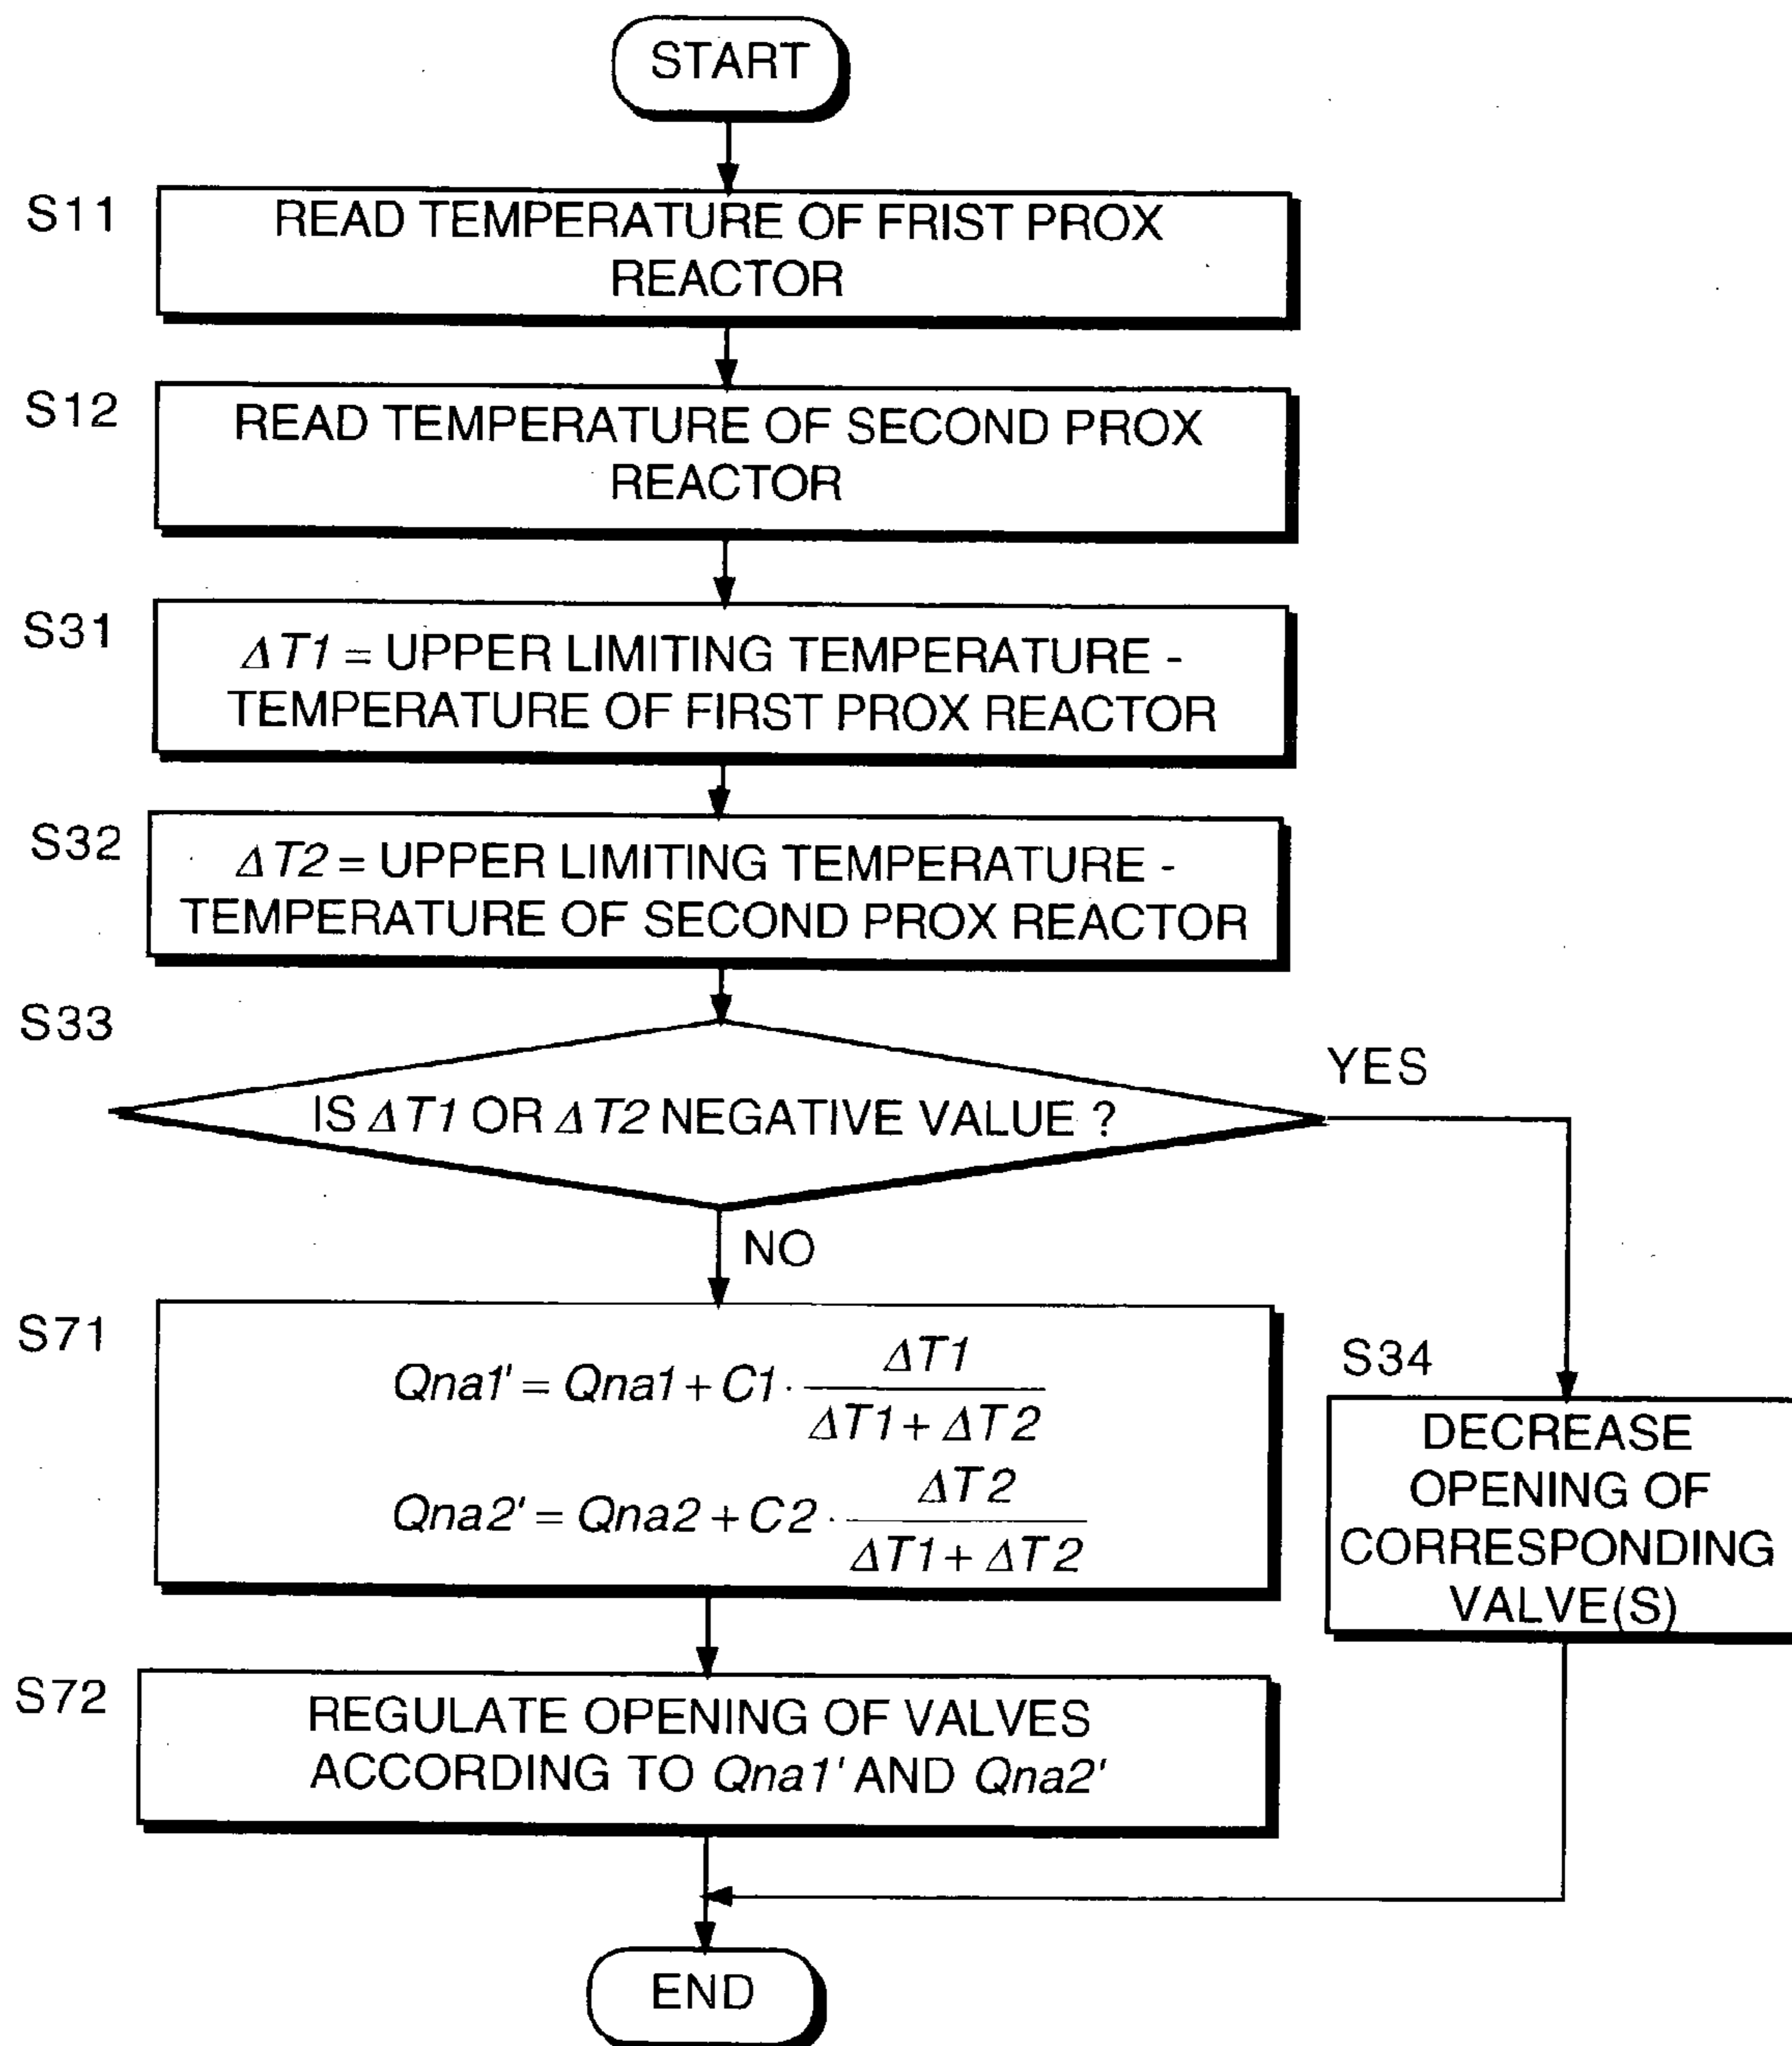 START
S11
READ TEMPERATURE OF FRIST PROX
REACTOR
S12
READ TEMPERATURE OF SECOND PROX
REACTOR
S31
ΔT1 = UPPER LIMITING TEMPERATURE -
TEMPERATURE OF FIRST PROX REACTOR
S32
ΔT2 = UPPER LIMITING TEMPERATURE -
TEMPERATURE OF SECOND PROX REACTOR
S33
IS ΔT1 OR ΔT2 NEGATIVE VALUE ?
YES
NO
S71
Qna1' = Qna1 + C1 · ΔT1 / ΔT1 + ΔT2
Qna2' = Qna2 + C2 · ΔT2 / ΔT1 + ΔT2
S34
DECREASE
OPENING OF
CORRESPONDING
VALVE(S)
S72
REGULATE OPENING OF VALVES
ACCORDING TO Qna1' AND Qna2'
END